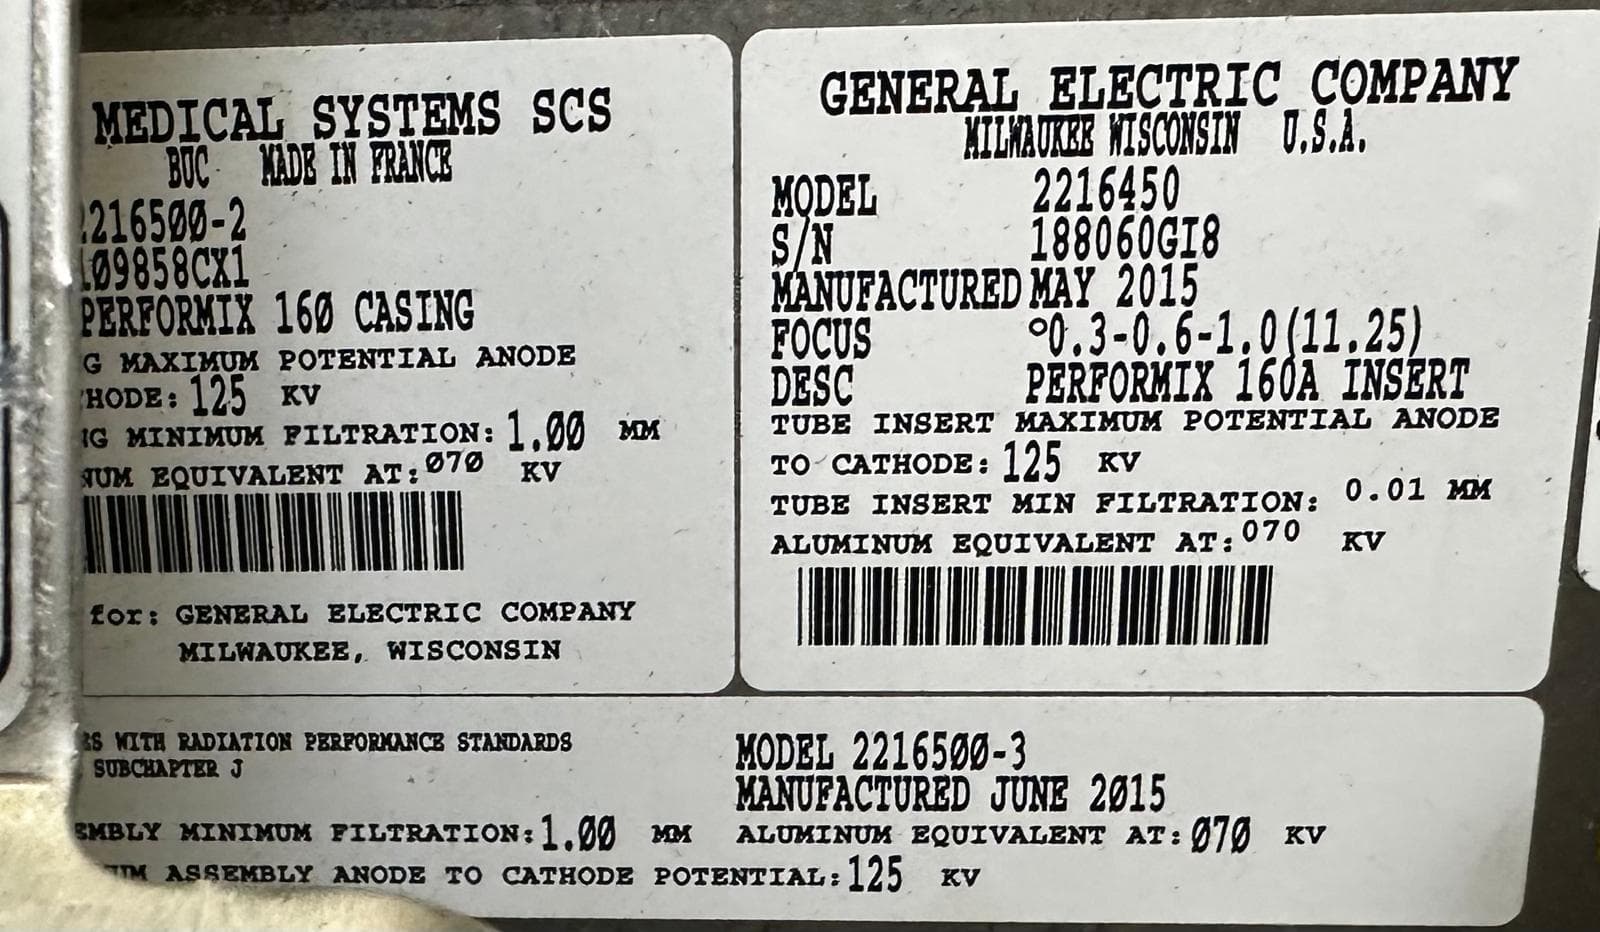 MEDICAL SYSTEMS SCS
BUC MADE IN FRANCE
2216500-2
109858CX1
PERFORMIX 160 CASING
G MAXIMUM POTENTIAL ANODE
HODE: 125 KV
NG MINIMUM FILTRATION: 1.00 MM
NUM EQUIVALENT AT: 070 KV
for: GENERAL ELECTRIC COMPANY
MILWAUKEE, WISCONSIN
GENERAL ELECTRIC COMPANY
MILWAUKEE WISCONSIN U.S.A.
MODEL 2216450
S/N 188060GI8
MANUFACTURED MAY 2015
FOCUS °0.3-0.6-1.0(11.25)
DESC PERFORMIX 160A INSERT
TUBE INSERT MAXIMUM POTENTIAL ANODE
TO CATHODE: 125 KV
TUBE INSERT MIN FILTRATION: 0.01 MM
ALUMINUM EQUIVALENT AT: 070 KV
ES WITH RADIATION PERFORMANCE STANDARDS
SUBCHAPTER J
MODEL 2216500-3
MANUFACTURED JUNE 2015
EMBLY MINIMUM FILTRATION: 1.00 MM ALUMINUM EQUIVALENT AT: 070 KV
UM ASSEMBLY ANODE TO CATHODE POTENTIAL: 125 KV